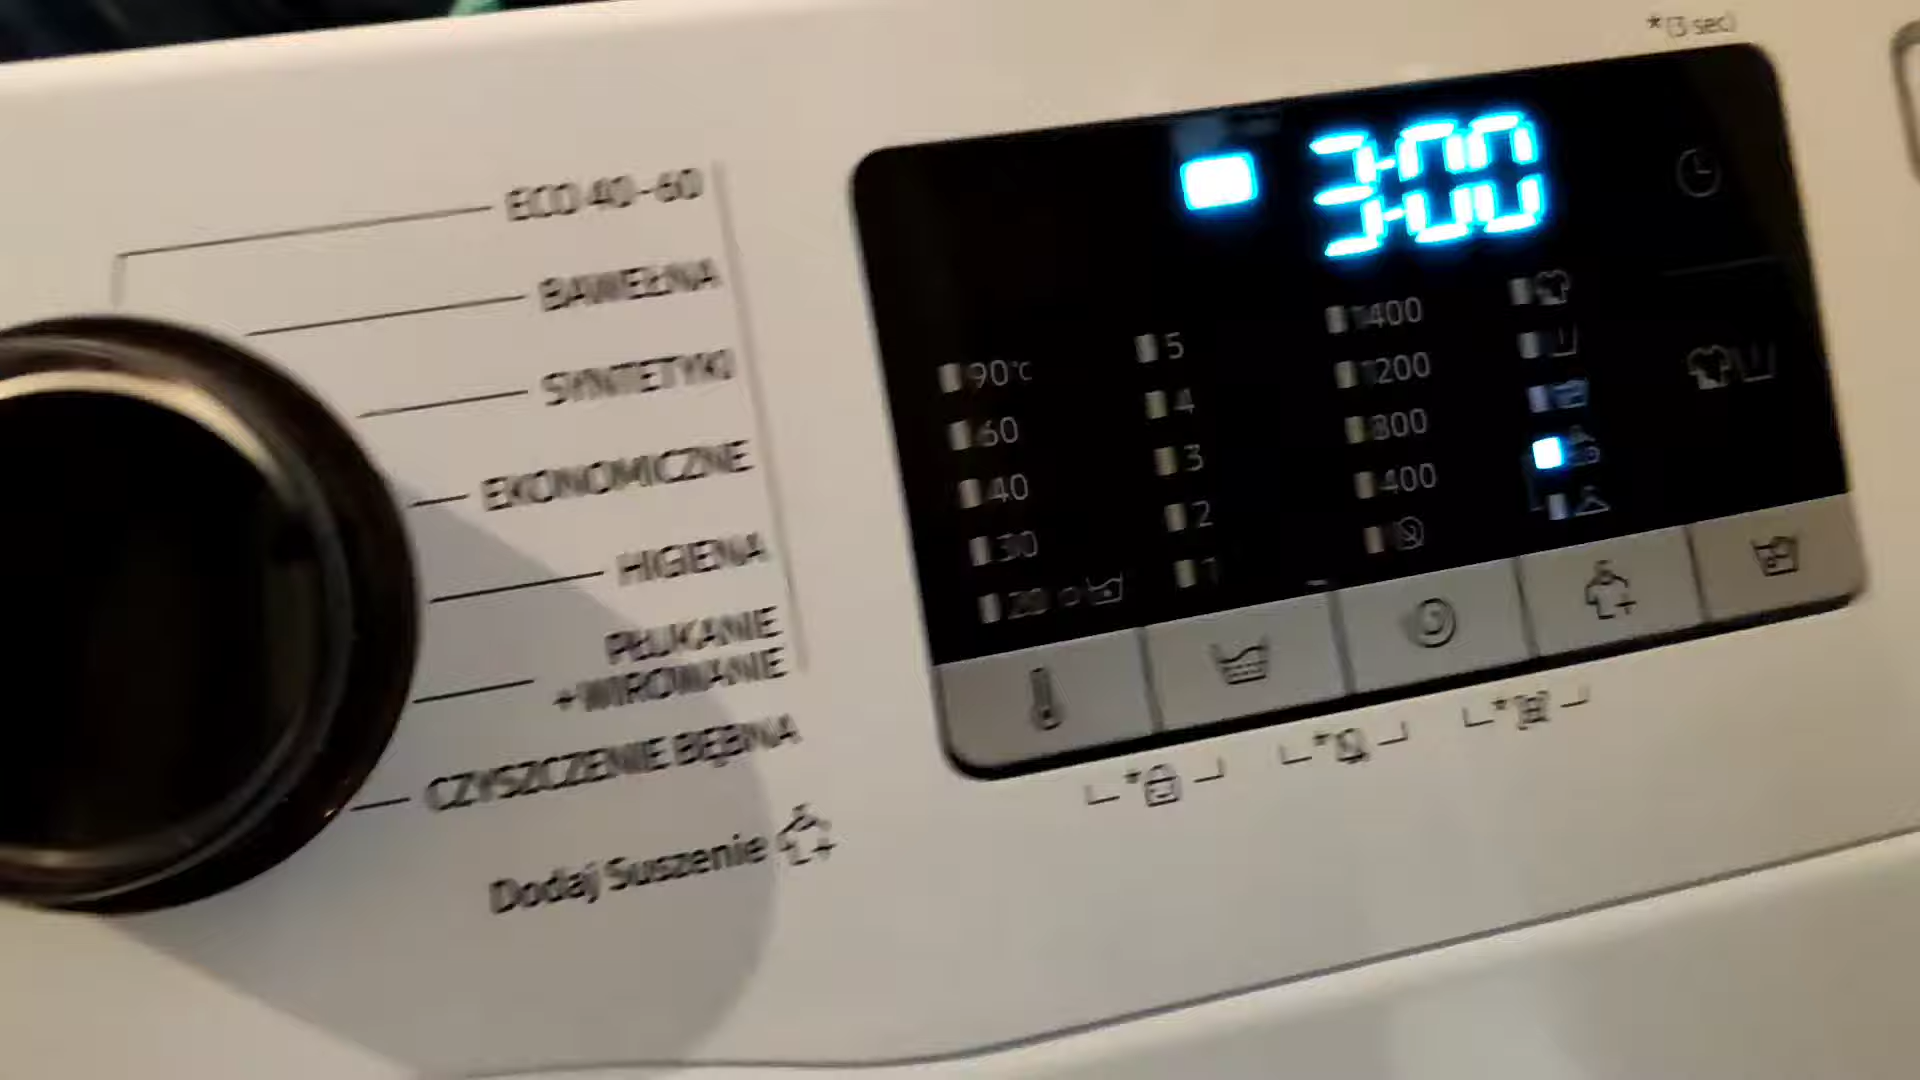 *(3 sec)
ECO 40-60
BAWEŁNA
SYNTETYKI
EKONOMICZNE
HIGIENA
PŁUKANIE
+WIROWANIE
CZYSZCZENIE BĘBNA
Dodaj Suszenie
3:00
90°c
60
40
30
20
5
4
3
2
1
1400
1200
800
400